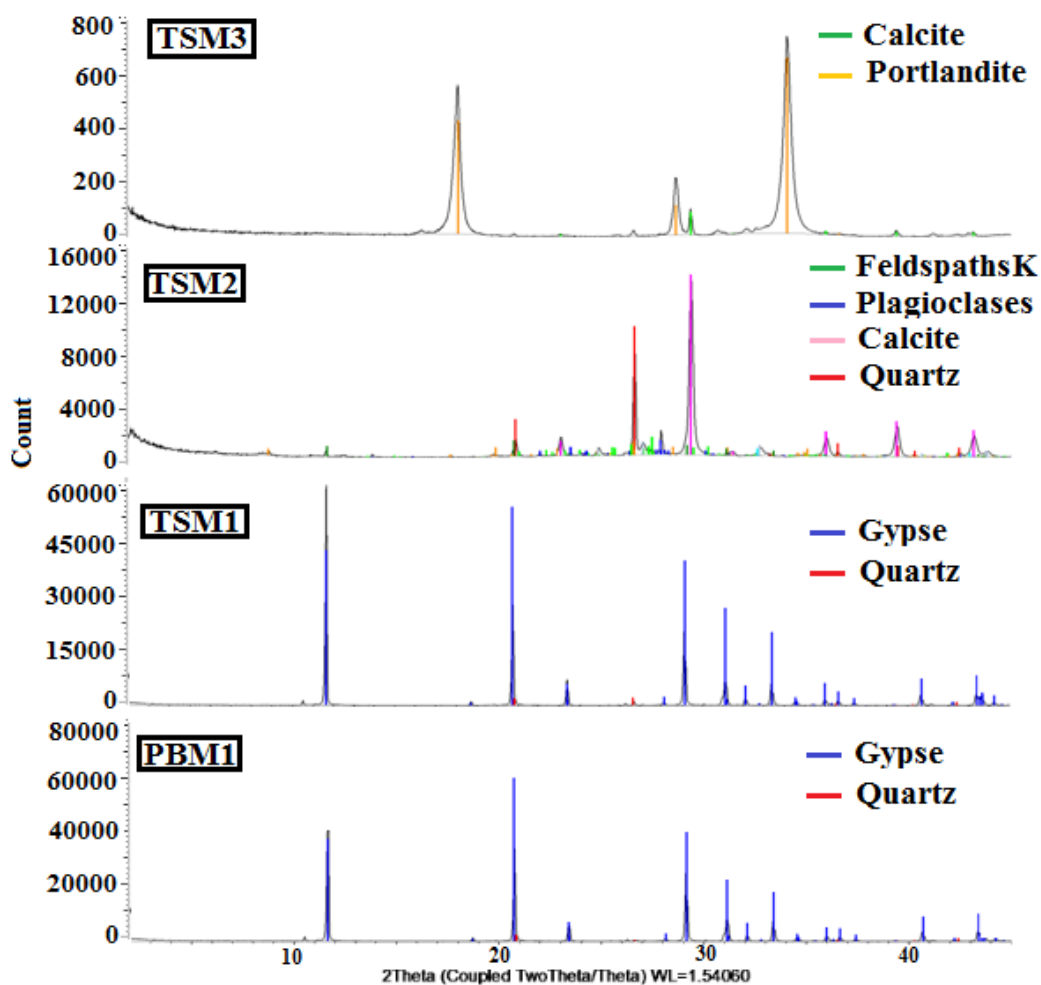 TSM3
Calcite
Portlandite
800
600
400
200
0
TSM2
FeldspathsK
Plagioclases
Calcite
Quartz
16000
12000
8000
4000
0
Count
TSM1
Gypse
Quartz
60000
45000
30000
15000
0
PBM1
Gypse
Quartz
80000
60000
40000
20000
0
10 20 30 40
2Theta (Coupled TwoTheta/Theta) WL=1.54060